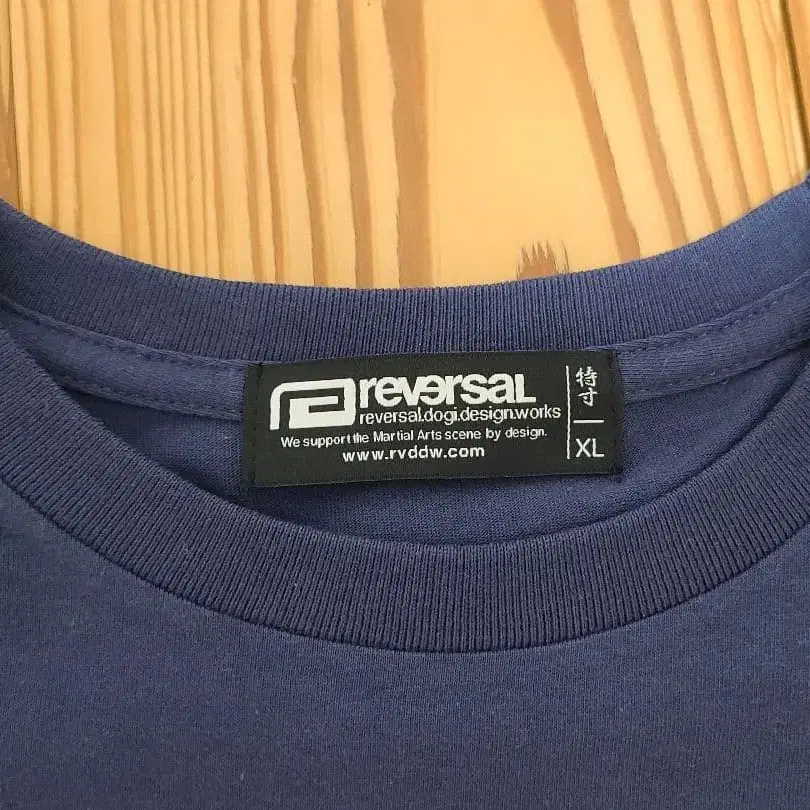 reversal
reversal.dogi.design.works
We support the Martial Arts scene by design.
www.rvddw.com
特寸
XL